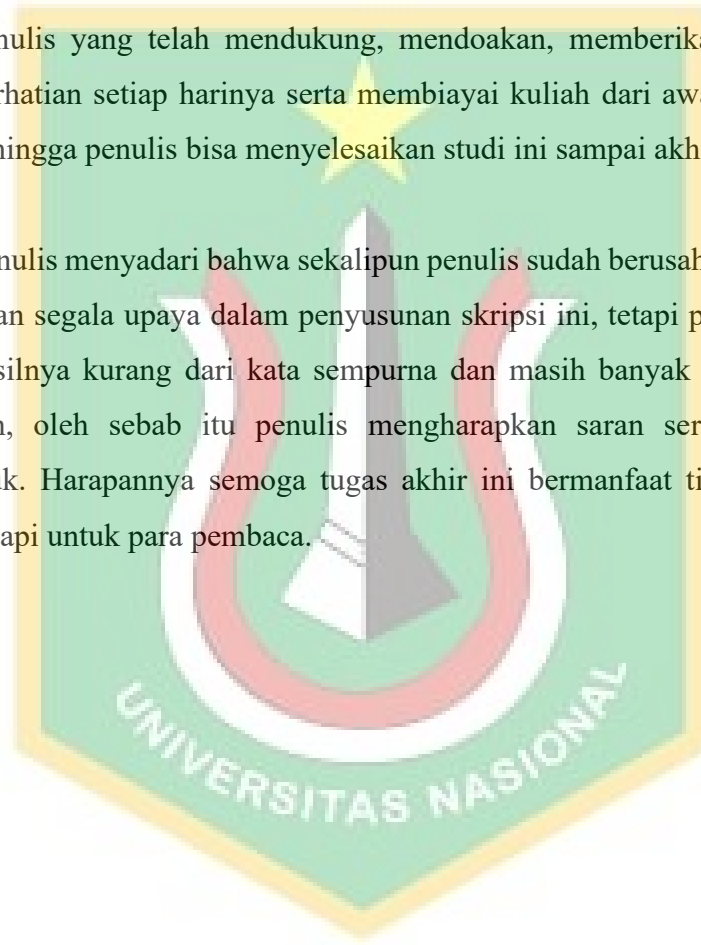 nulis yang telah mendukung, mendoakan, memberika
rhatian setiap harinya serta membiayai kuliah dari awa
hingga penulis bisa menyelesaikan studi ini sampai akh
nulis menyadari bahwa sekalipun penulis sudah berusah
an segala upaya dalam penyusunan skripsi ini, tetapi p
silnya kurang dari kata sempurna dan masih banyak
n, oleh sebab itu penulis mengharapkan saran ser
uk. Harapannya semoga tugas akhir ini bermanfaat ti
api untuk para pembaca.
UNIVERSITAS NASIONAL